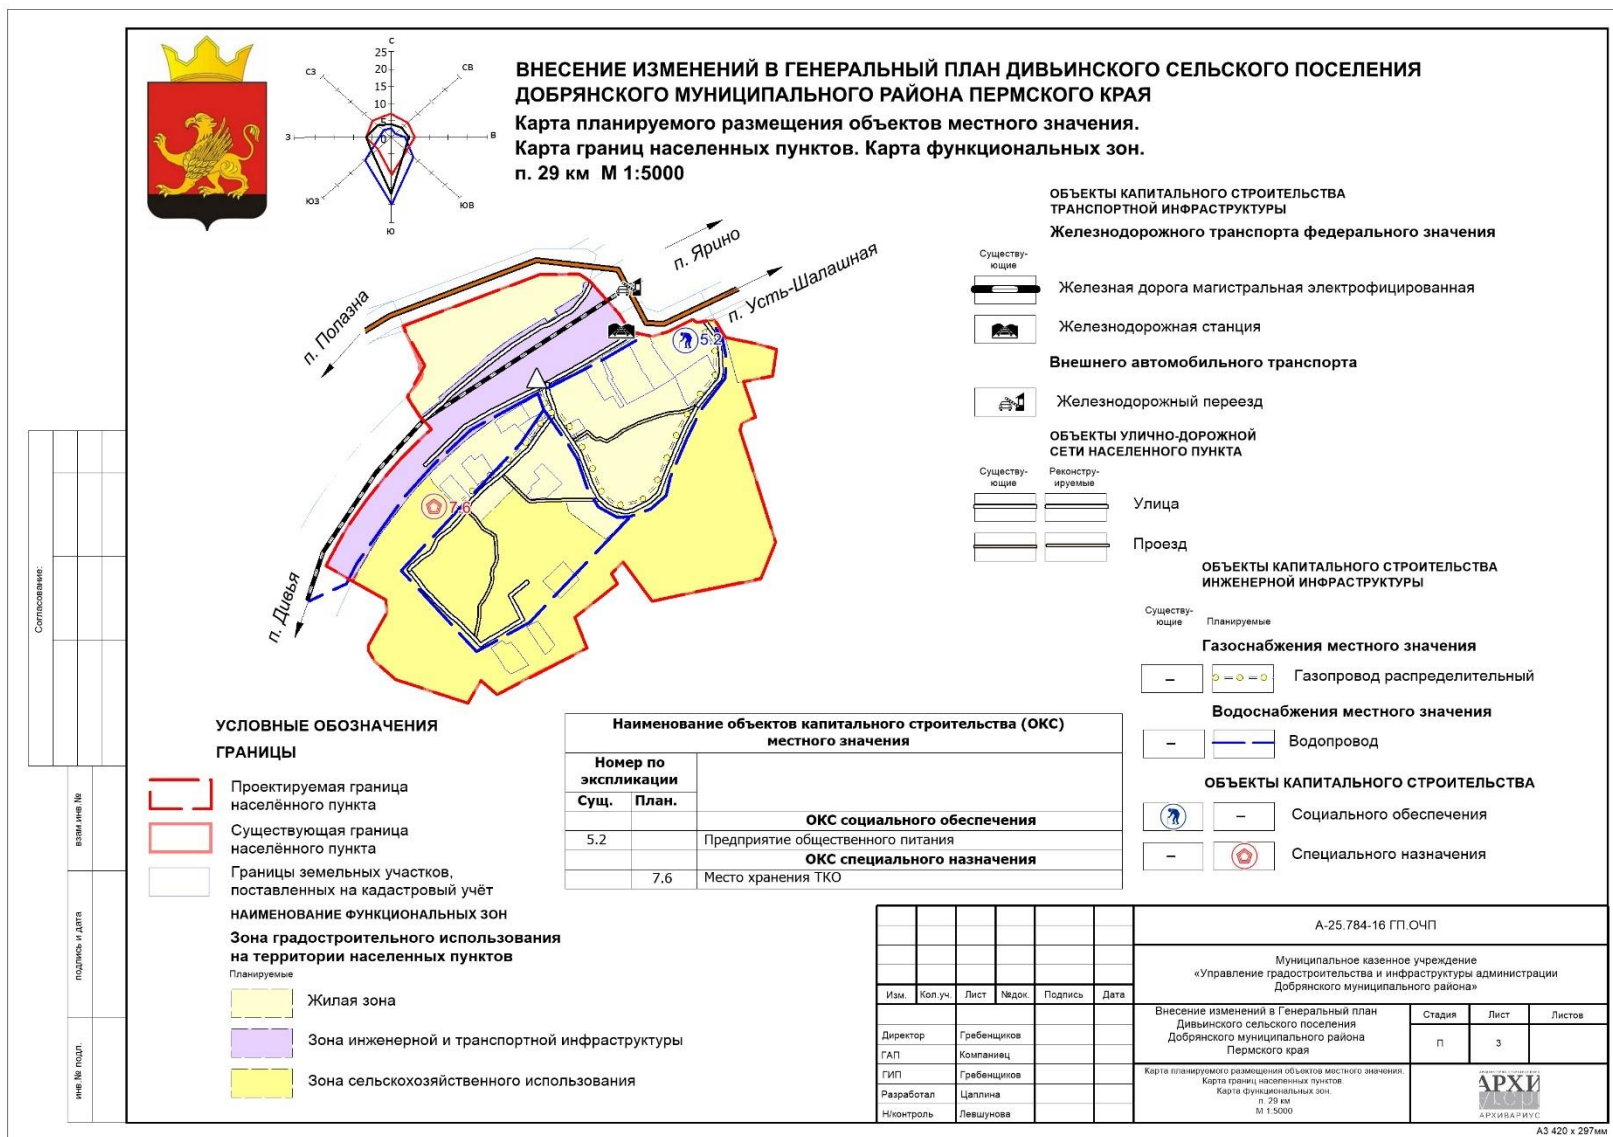 ВНЕСЕНИЕ ИЗМЕНЕНИЙ В ГЕНЕРАЛЬНЫЙ ПЛАН ДИВЬИНСКОГО СЕЛЬСКОГО ПОСЕЛЕНИЯ
ДОБРЯНСКОГО МУНИЦИПАЛЬНОГО РАЙОНА ПЕРМСКОГО КРАЯ
Карта планируемого размещения объектов местного значения.
Карта границ населенных пунктов. Карта функциональных зон.
п. 29 км М 1:5000
С
25
20
15
10
5
0
СЗ
СВ
З
В
ЮЗ
ЮВ
Ю
п. Ярино
п. Усть-Шалашная
п. Полазна
п. Дивья
5.2
7.6
ОБЪЕКТЫ КАПИТАЛЬНОГО СТРОИТЕЛЬСТВА
ТРАНСПОРТНОЙ ИНФРАСТРУКТУРЫ
Железнодорожного транспорта федерального значения
Существу-
ющие
Железная дорога магистральная электрофицированная
Железнодорожная станция
Внешнего автомобильного транспорта
Железнодорожный переезд
ОБЪЕКТЫ УЛИЧНО-ДОРОЖНОЙ
СЕТИ НАСЕЛЕННОГО ПУНКТА
Существу-
ющие
Реконстру-
ируемые
Улица
Проезд
ОБЪЕКТЫ КАПИТАЛЬНОГО СТРОИТЕЛЬСТВА
ИНЖЕНЕРНОЙ ИНФРАСТРУКТУРЫ
Существу-
ющие
Планируемые
Газоснабжения местного значения
– Газопровод распределительный
Водоснабжения местного значения
– Водопровод
ОБЪЕКТЫ КАПИТАЛЬНОГО СТРОИТЕЛЬСТВА
– Социального обеспечения
– Специального назначения
УСЛОВНЫЕ ОБОЗНАЧЕНИЯ
ГРАНИЦЫ
Проектируемая граница
населённого пункта
Существующая граница
населённого пункта
Границы земельных участков,
поставленных на кадастровый учёт
НАИМЕНОВАНИЕ ФУНКЦИОНАЛЬНЫХ ЗОН
Зона градостроительного использования
на территории населенных пунктов
Планируемые
Жилая зона
Зона инженерной и транспортной инфраструктуры
Зона сельскохозяйственного использования
Наименование объектов капитального строительства (ОКС)
местного значения
Номер по
экспликации
Сущ. План.
ОКС социального обеспечения
5.2 Предприятие общественного питания
ОКС специального назначения
7.6 Место хранения ТКО
Согласование:
взам.инв.№
подпись и дата
инв.№ подл.
А-25.784-16 ГП.ОЧП
Муниципальное казенное учреждение
«Управление градостроительства и инфраструктуры администрации
Добрянского муниципального района»
Изм. Кол.уч. Лист №док. Подпись Дата
Директор Гребенщиков
ГАП Компаниец
ГИП Гребенщиков
Разработал Цаплина
Н/контроль Левшунова
Внесение изменений в Генеральный план
Дивьинского сельского поселения
Добрянского муниципального района
Пермского края
Стадия Лист Листов
П 3
Карта планируемого размещения объектов местного значения.
Карта границ населенных пунктов.
Карта функциональных зон.
п. 29 км
М 1:5000
АРХИ
АРХИВАРИУС
А3 420 х 297мм